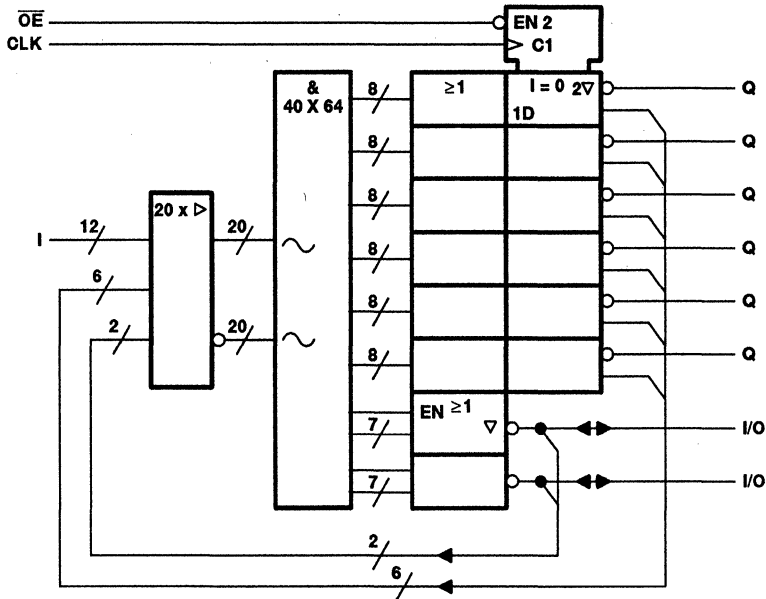 OE
EN 2
CLK
C1
&
40 X 64
8
≥1
I = 0
2▽
1D
Q
8
Q
8
Q
8
Q
8
Q
8
Q
I
12
20 x ▷
20
6
2
20
EN ≥1
▽
7
I/O
7
I/O
2
6